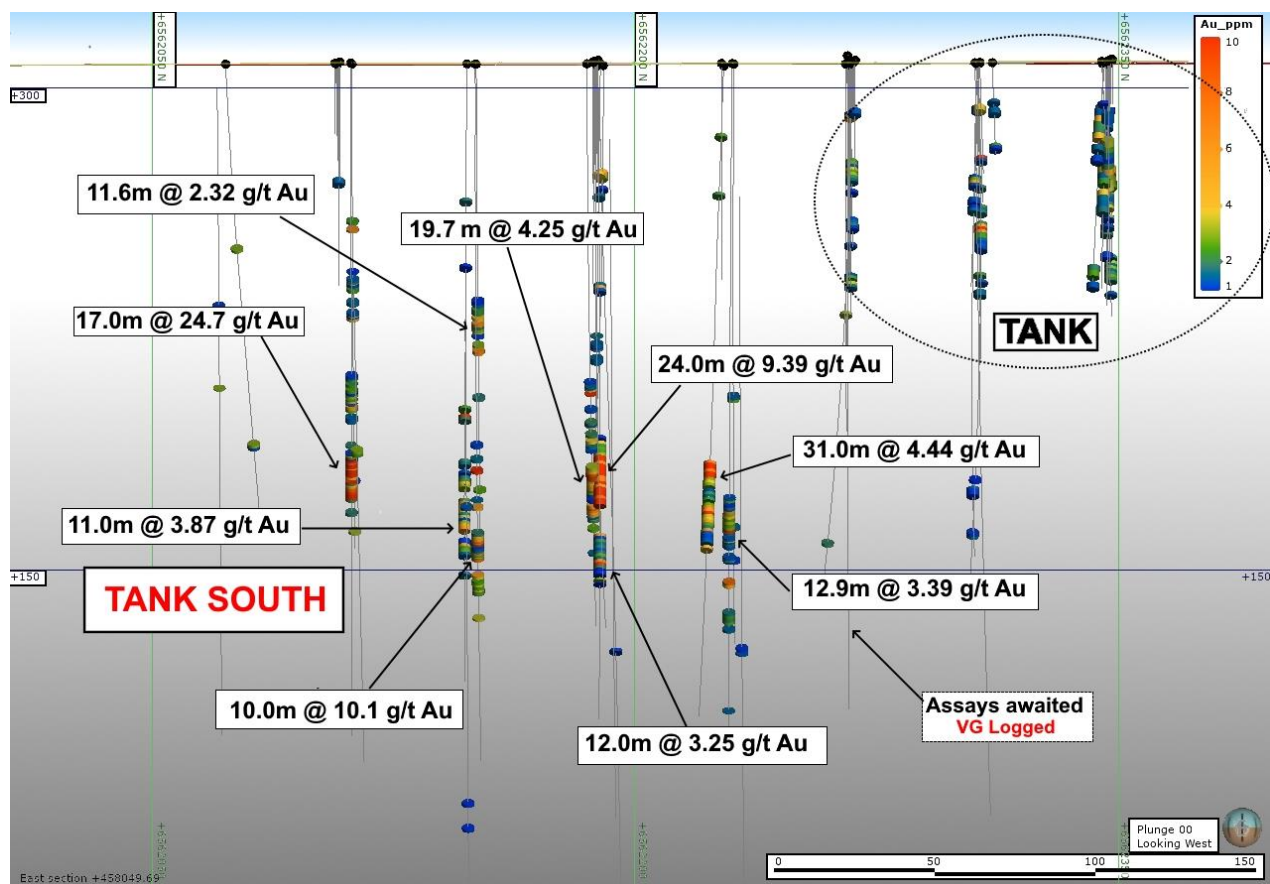 +6562050 N
+6562200 N
+6562350 N
Au_ppm
10
8
6
4
2
1
+300
11.6m @ 2.32 g/t Au
19.7 m @ 4.25 g/t Au
17.0m @ 24.7 g/t Au
TANK
24.0m @ 9.39 g/t Au
31.0m @ 4.44 g/t Au
11.0m @ 3.87 g/t Au
+150
+150
TANK SOUTH
12.9m @ 3.39 g/t Au
10.0m @ 10.1 g/t Au
Assays awaited
VG Logged
12.0m @ 3.25 g/t Au
+6562050
+6562200
+6562350
Plunge 00
Looking West
0
50
100
150
East section +458049.69